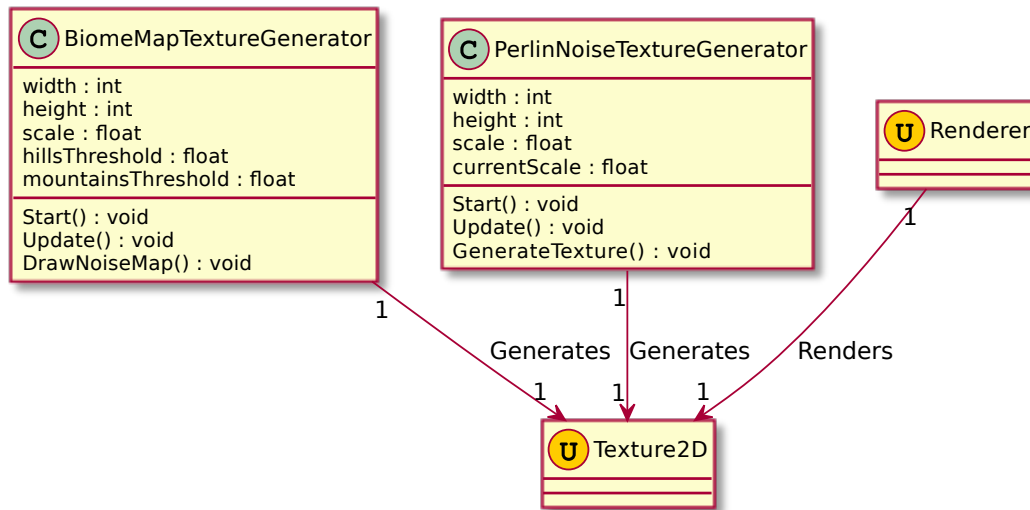 C BiomeMapTextureGenerator
width : int
height : int
scale : float
hillsThreshold : float
mountainsThreshold : float
Start() : void
Update() : void
DrawNoiseMap() : void
C PerlinNoiseTextureGenerator
width : int
height : int
scale : float
currentScale : float
Start() : void
Update() : void
GenerateTexture() : void
U Renderer
1
1
1
Generates
Generates
Renders
1
1
1
U Texture2D